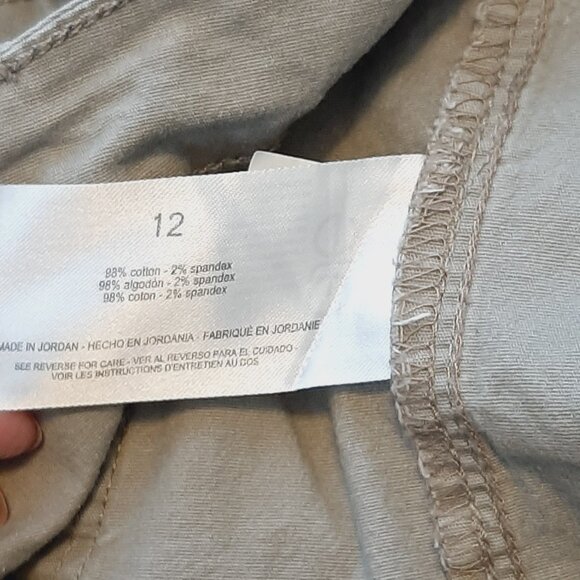 12
98% cotton - 2% spandex
98% algodón - 2% spandex
98% coton - 2% spandex
MADE IN JORDAN - HECHO EN JORDANIA - FABRIQUÉ EN JORDANIE
SEE REVERSE FOR CARE - VER AL REVERSO PARA EL CUIDADO -
VOIR LES INSTRUCTIONS D'ENTRETIEN AU DOS